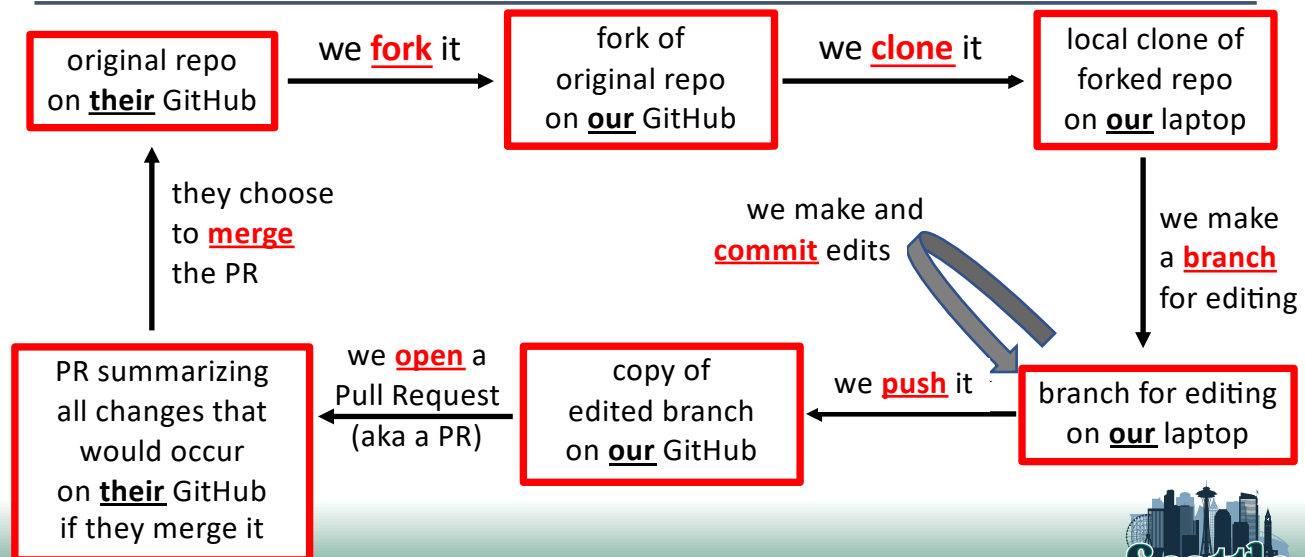 original repo
on their GitHub
we fork it
fork of
original repo
on our GitHub
we clone it
local clone of
forked repo
on our laptop
they choose
to merge
the PR
we make and
commit edits
we make
a branch
for editing
PR summarizing
all changes that
would occur
on their GitHub
if they merge it
we open a
Pull Request
(aka a PR)
copy of
edited branch
on our GitHub
we push it
branch for editing
on our laptop